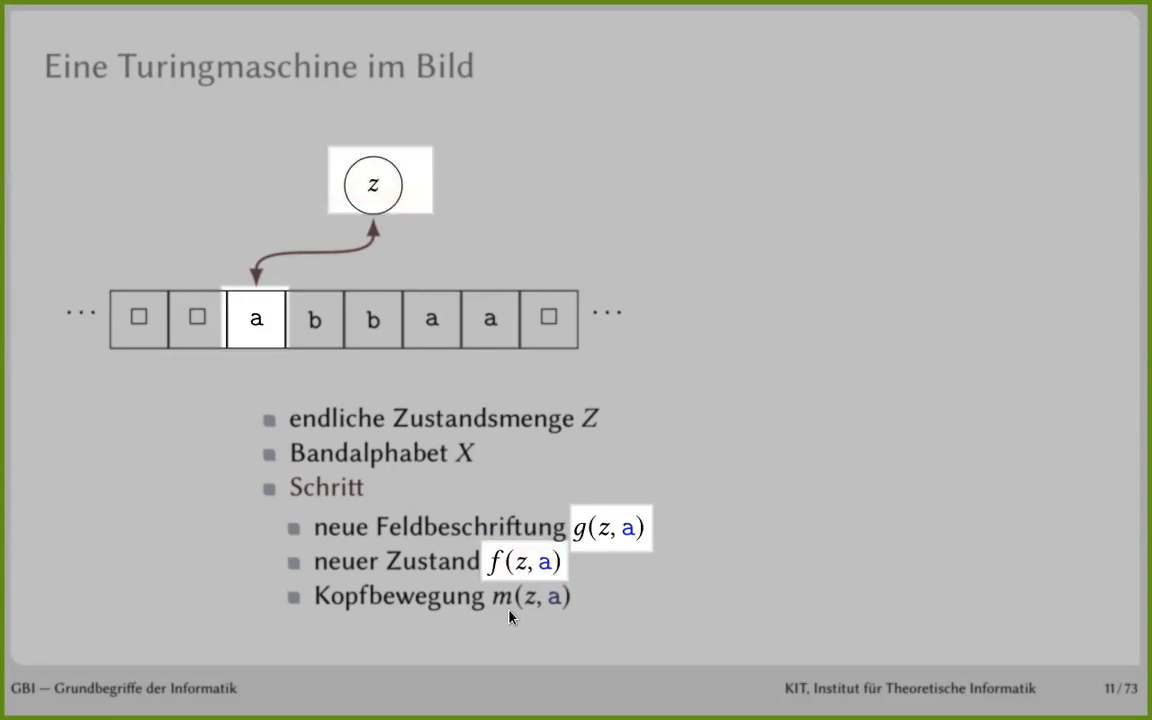 Eine Turingmaschine im Bild
z
··· □ □ a b b a a □ ···
endliche Zustandsmenge Z
Bandalphabet X
Schritt
neue Feldbeschriftung g(z, a)
neuer Zustand f(z, a)
Kopfbewegung m(z, a)
GBI — Grundbegriffe der Informatik KIT, Institut für Theoretische Informatik 11 / 73